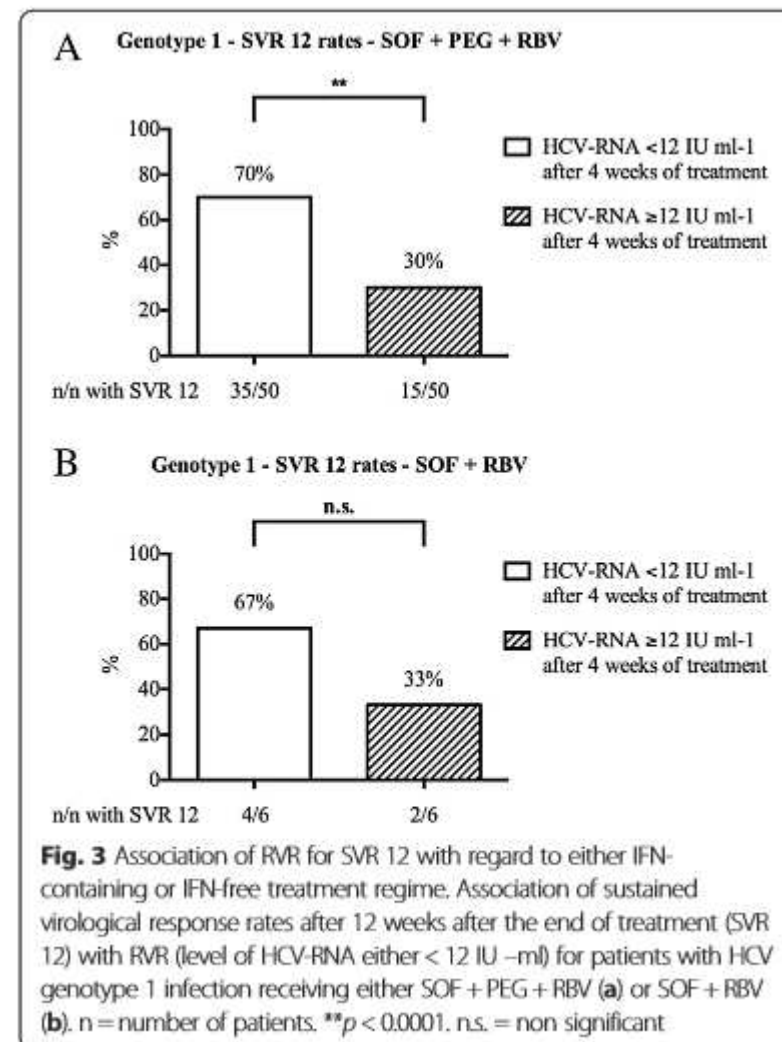 A Genotype 1 - SVR 12 rates - SOF + PEG + RBV
**
100
80
60
40
20
0
%
70%
30%
HCV-RNA <12 IU ml-1
after 4 weeks of treatment
HCV-RNA ≥12 IU ml-1
after 4 weeks of treatment
n/n with SVR 12 35/50 15/50
B Genotype 1 - SVR 12 rates - SOF + RBV
n.s.
100
80
60
40
20
0
%
67%
33%
HCV-RNA <12 IU ml-1
after 4 weeks of treatment
HCV-RNA ≥12 IU ml-1
after 4 weeks of treatment
n/n with SVR 12 4/6 2/6
Fig. 3 Association of RVR for SVR 12 with regard to either IFN-
containing or IFN-free treatment regime. Association of sustained
virological response rates after 12 weeks after the end of treatment (SVR
12) with RVR (level of HCV-RNA either < 12 IU –ml) for patients with HCV
genotype 1 infection receiving either SOF + PEG + RBV (a) or SOF + RBV
(b). n = number of patients. **p < 0.0001. n.s. = non significant